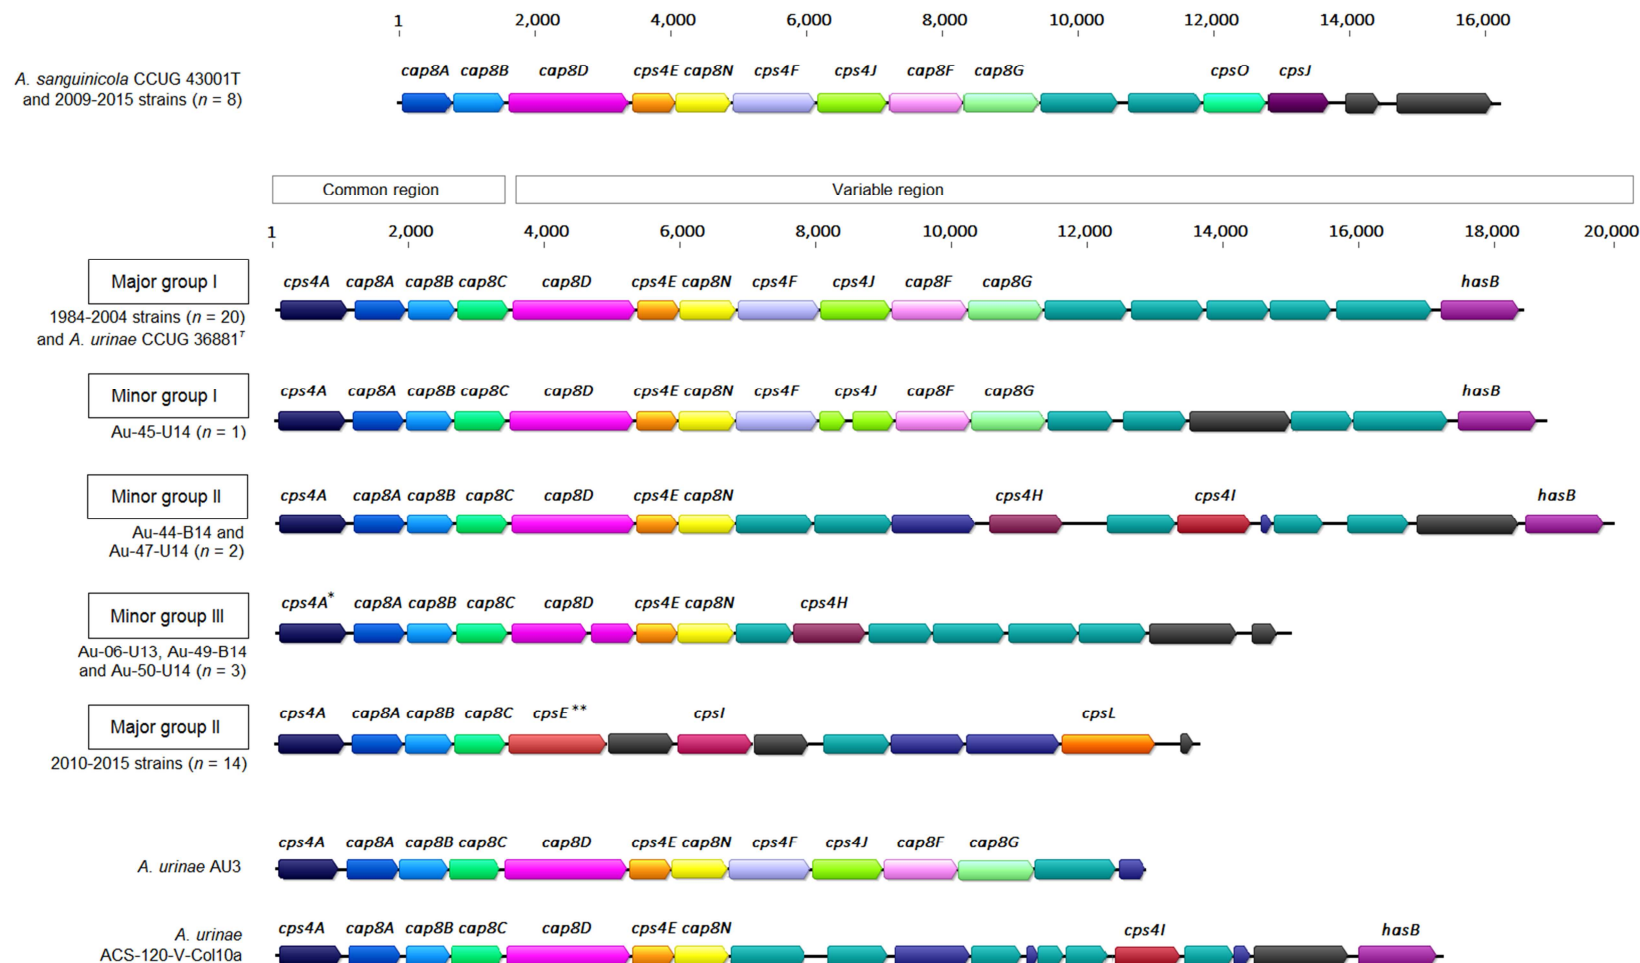 1 2,000 4,000 6,000 8,000 10,000 12,000 14,000 16,000
cap8A cap8B cap8D cps4E cap8N cps4F cps4J cap8F cap8G cpsO cpsJ
A. sanguinicola CCUG 43001T
and 2009-2015 strains (n = 8)
Common region Variable region
1 2,000 4,000 6,000 8,000 10,000 12,000 14,000 16,000 18,000 20,000
Major group I
cps4A cap8A cap8B cap8C cap8D cps4E cap8N cps4F cps4J cap8F cap8G hasB
1984-2004 strains (n = 20)
and A. urinae CCUG 36881T
Minor group I
cps4A cap8A cap8B cap8C cap8D cps4E cap8N cps4F cps4J cap8F cap8G hasB
Au-45-U14 (n = 1)
Minor group II
cps4A cap8A cap8B cap8C cap8D cps4E cap8N cps4H cps4I hasB
Au-44-B14 and
Au-47-U14 (n = 2)
Minor group III
cps4A* cap8A cap8B cap8C cap8D cps4E cap8N cps4H
Au-06-U13, Au-49-B14
and Au-50-U14 (n = 3)
Major group II
cps4A cap8A cap8B cap8C cpsE** cpsI cpsL
2010-2015 strains (n = 14)
cps4A cap8A cap8B cap8C cap8D cps4E cap8N cps4F cps4J cap8F cap8G
A. urinae AU3
cps4A cap8A cap8B cap8C cap8D cps4E cap8N cps4I hasB
A. urinae
ACS-120-V-Col10a